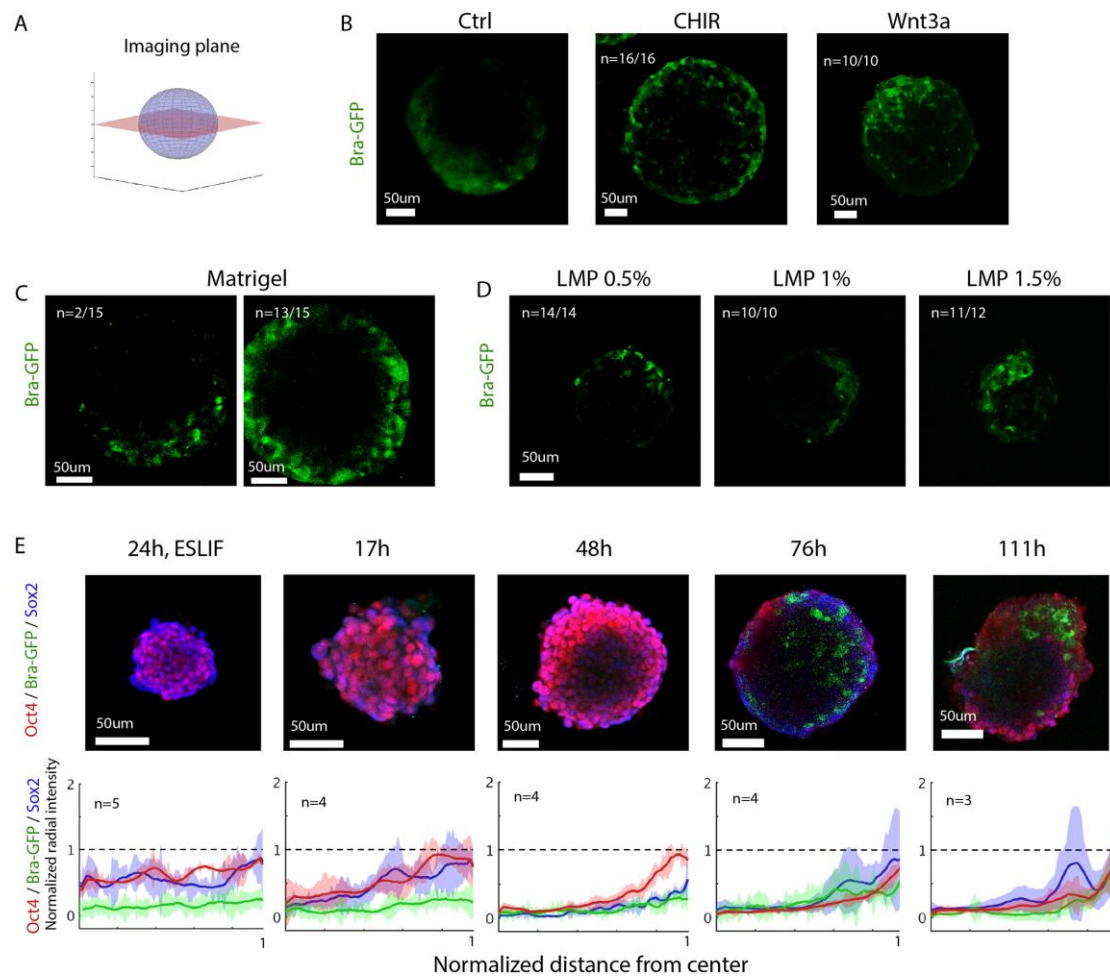 A
Imaging plane
B
Ctrl
CHIR
Wnt3a
Bra-GFP
n=16/16
n=10/10
50um
50um
50um
C
Matrigel
Bra-GFP
n=2/15
n=13/15
50um
50um
D
LMP 0.5%
LMP 1%
LMP 1.5%
Bra-GFP
n=14/14
n=10/10
n=11/12
50um
E
24h, ESLIF
17h
48h
76h
111h
Oct4 / Bra-GFP / Sox2
50um
50um
50um
50um
50um
Oct4 / Bra-GFP / Sox2
Normalized radial intensity
2
1
0
n=5
1
2
1
0
n=4
1
2
1
0
n=4
1
2
1
0
n=4
1
2
1
0
n=3
1
Normalized distance from center